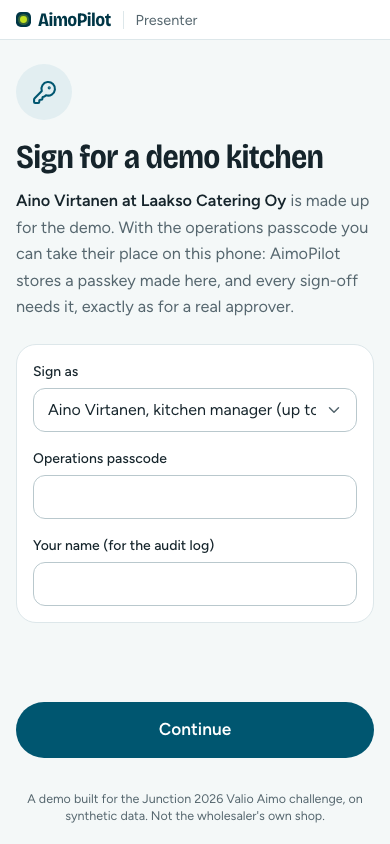 AimoPilot
Presenter
Sign for a demo kitchen
Aino Virtanen at Laakso Catering Oy is made up
for the demo. With the operations passcode you
can take their place on this phone: AimoPilot
stores a passkey made here, and every sign-off
needs it, exactly as for a real approver.
Sign as
Aino Virtanen, kitchen manager (up to
Operations passcode
Your name (for the audit log)
Continue
A demo built for the Junction 2026 Valio Aimo challenge, on
synthetic data. Not the wholesaler's own shop.